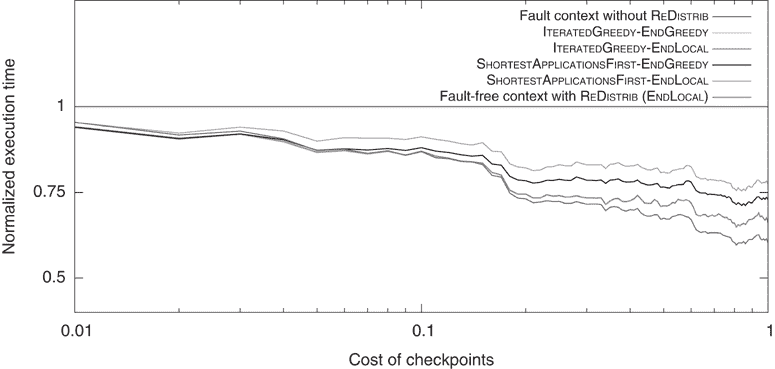 Fault context without REDISTRIB
ITERATEDGREEDY-ENDGREEDY
ITERATEDGREEDY-ENDLOCAL
SHORTESTAPPLICATIONSFIRST-ENDGREEDY
SHORTESTAPPLICATIONSFIRST-ENDLOCAL
Fault-free context with REDISTRIB (ENDLOCAL)
Normalized execution time
1
0.75
0.5
0.01
0.1
1
Cost of checkpoints